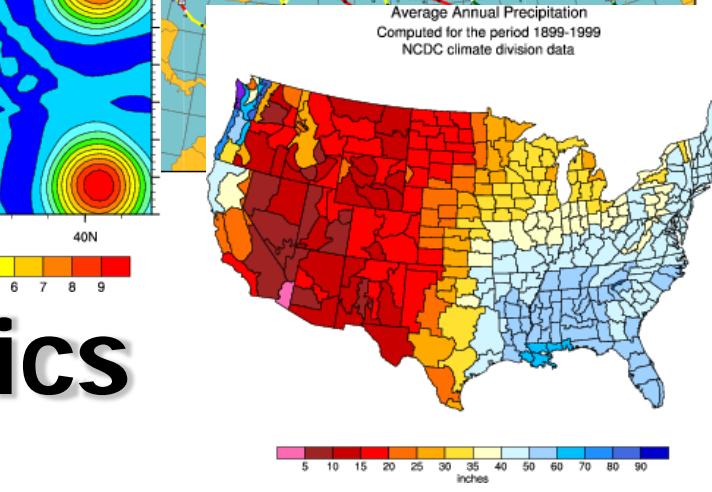 Average Annual Precipitation
Computed for the period 1899-1999
NCDC climate division data
40N
6 7 8 9
ics
5 10 15 20 25 30 35 40 50 60 70 80 90
inches